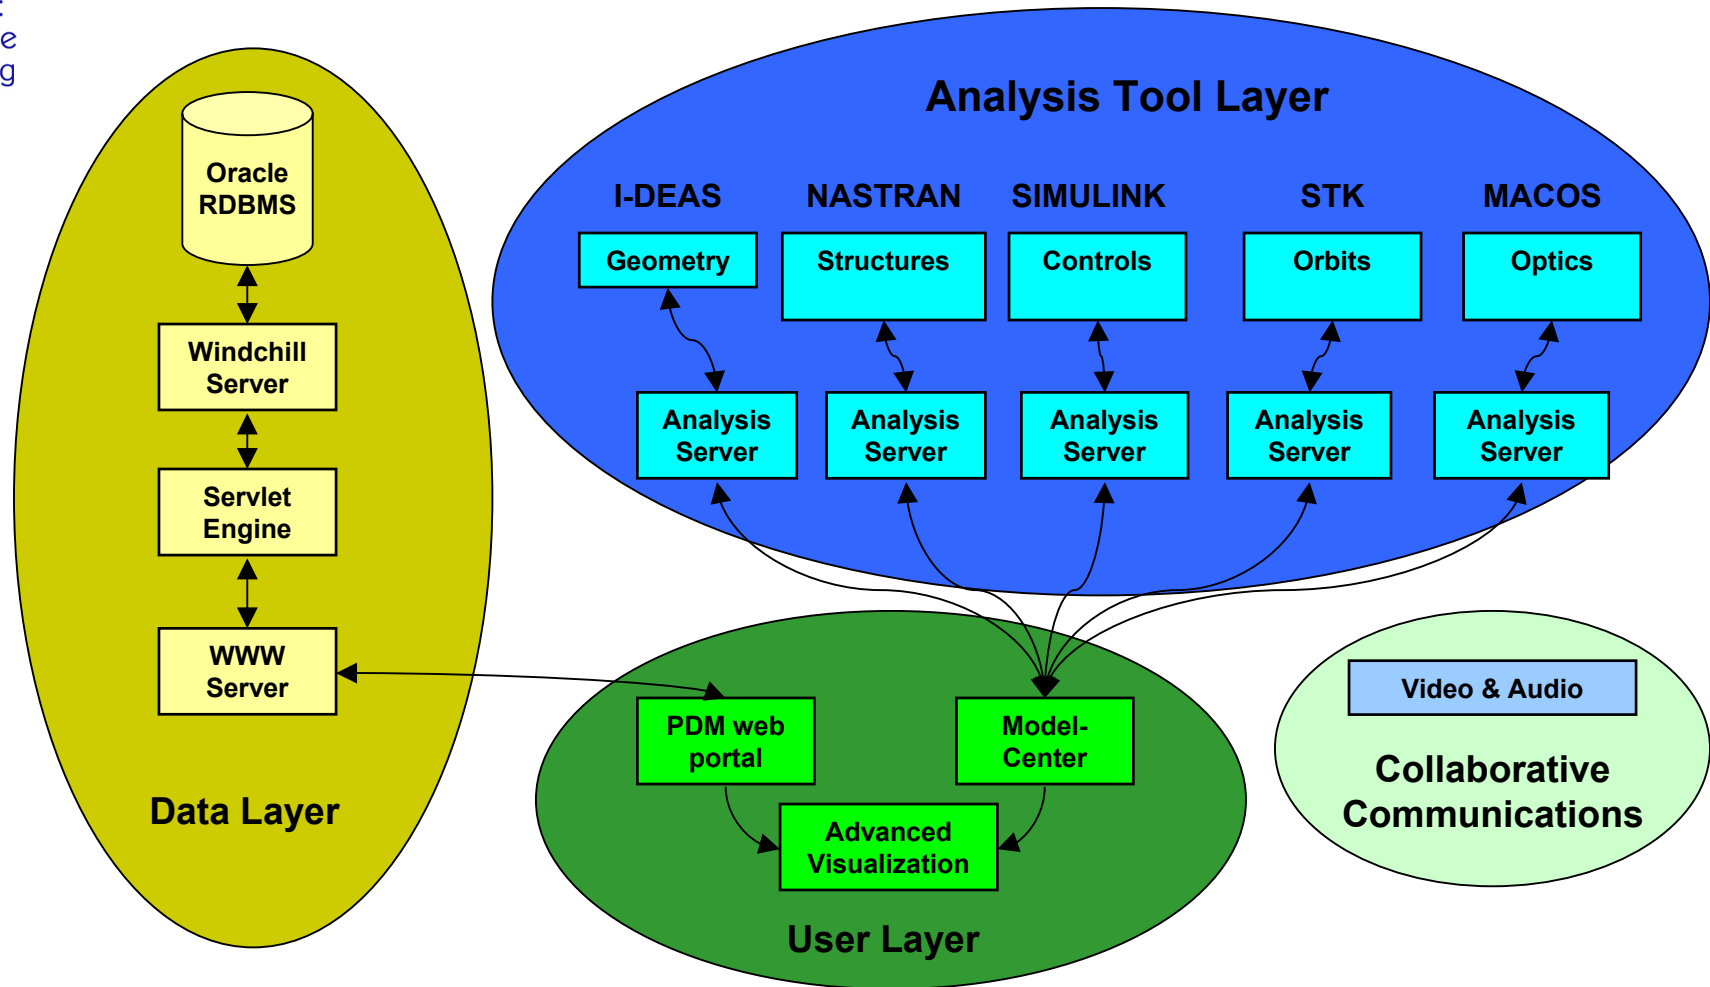 :
e
g
Oracle
RDBMS
Windchill
Server
Servlet
Engine
WWW
Server
Data Layer
Analysis Tool Layer
I-DEAS NASTRAN SIMULINK STK MACOS
Geometry Structures Controls Orbits Optics
Analysis Analysis Analysis Analysis Analysis
Server Server Server Server Server
PDM web
portal
Model-
Center
Advanced
Visualization
User Layer
Video & Audio
Collaborative
Communications